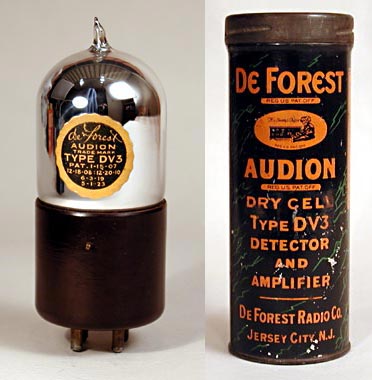 de Forest
AUDION
TRADE MARK
TYPE DV3
PAT. 1-15-07
12-18-08: 12-20-10
6-3-19
5-1-23
DE FOREST
REG. US. PAT. OFF.
AUDION
REG. U.S. PAT. OFF.
DRY CELL
TYPE DV3
DETECTOR
AND
AMPLIFIER
DE FOREST RADIO CO.
JERSEY CITY, N.J.